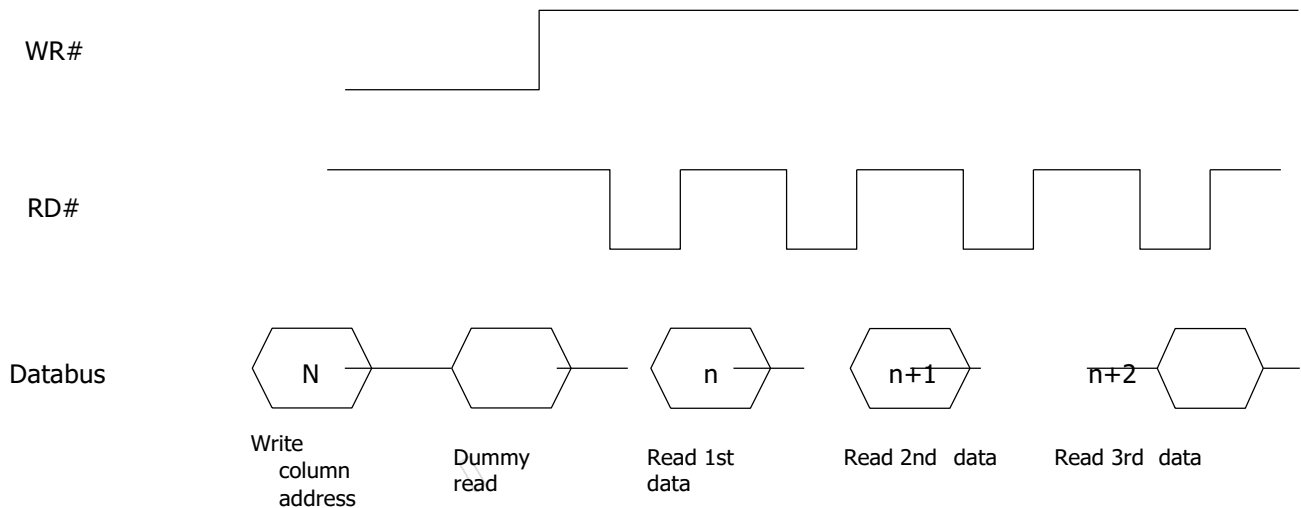 WR#
RD#
Databus
N
n
n+1
n+2
Write
column
address
Dummy
read
Read 1st
data
Read 2nd data
Read 3rd data